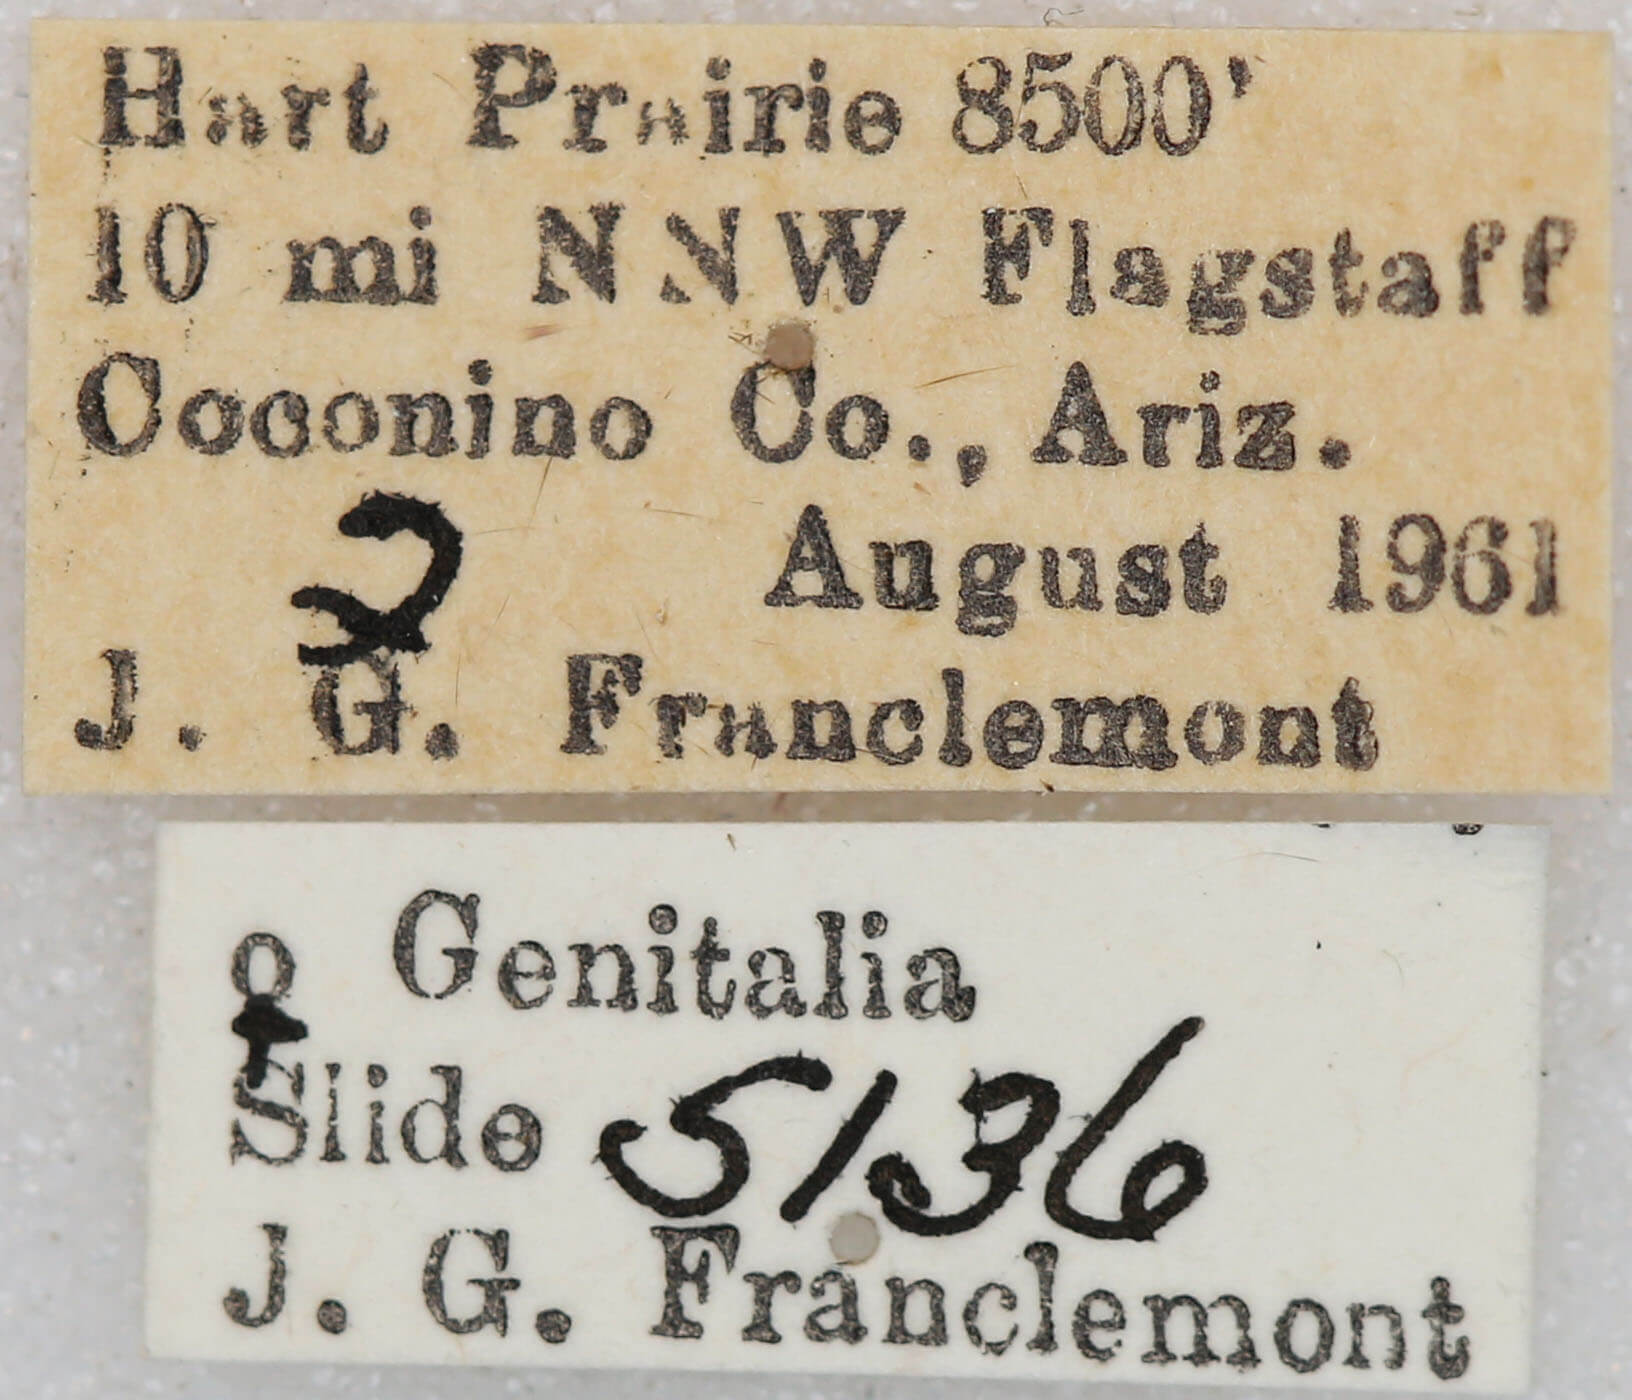 Hart Prairie 8500'
10 mi NNW Flagstaff
Coconino Co., Ariz.
August 1961
J. G. Franclemont
♀ Genitalia
Slide 5136
J. G. Franclemont